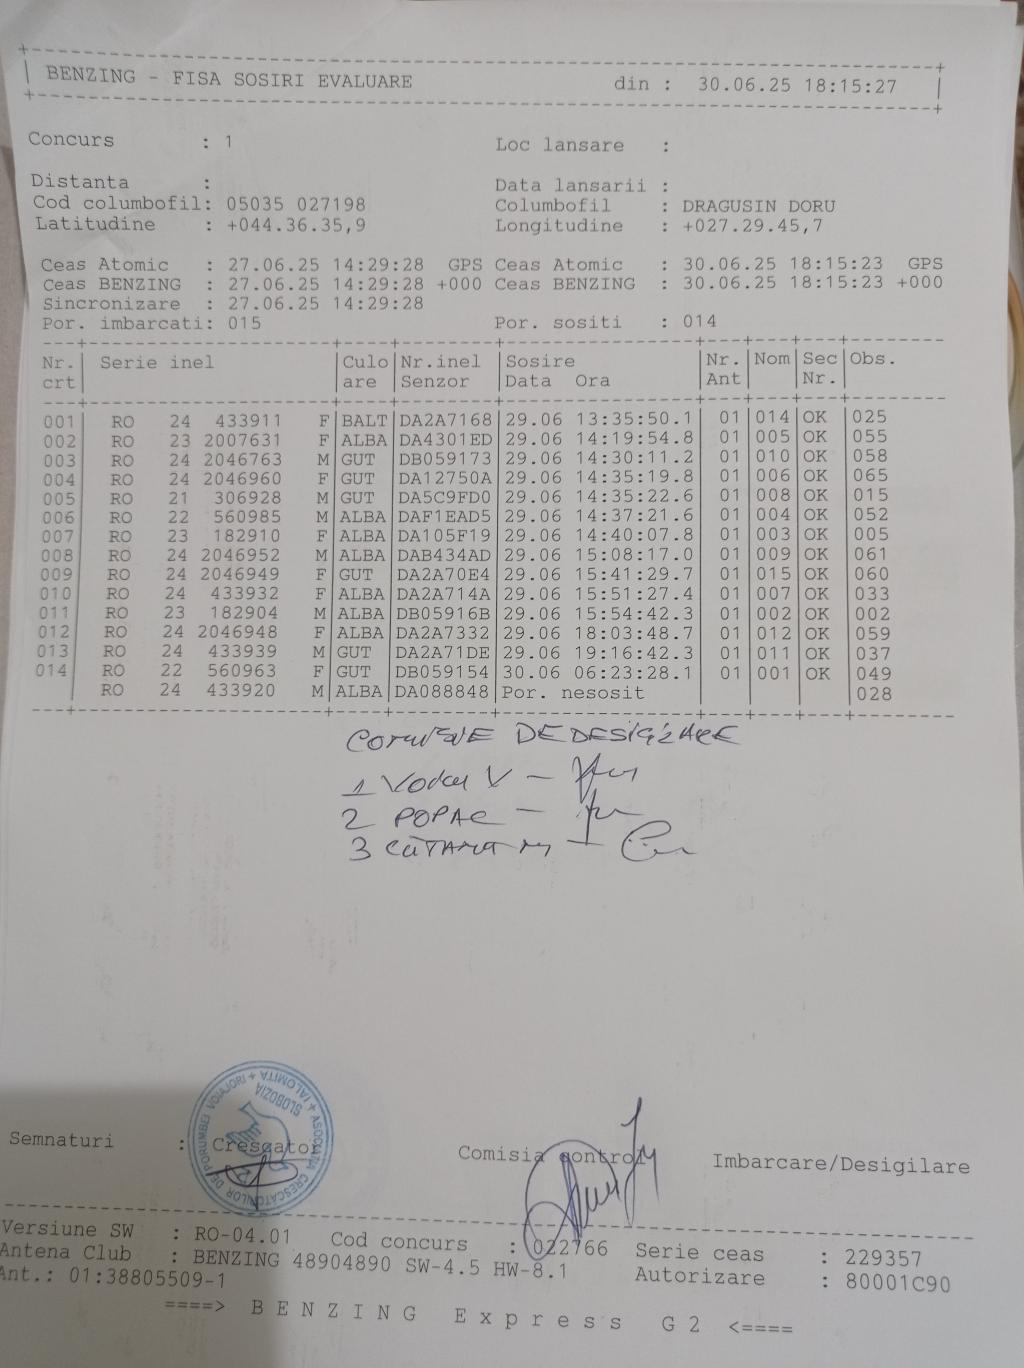 BENZING - FISA SOSIRI EVALUARE din : 30.06.25 18:15:27
Concurs : 1 Loc lansare :
Distanta : Data lansarii :
Cod columbofil: 05035 027198 Columbofil : DRAGUSIN DORU
Latitudine : +044.36.35,9 Longitudine : +027.29.45,7
Ceas Atomic : 27.06.25 14:29:28 GPS Ceas Atomic : 30.06.25 18:15:23 GPS
Ceas BENZING : 27.06.25 14:29:28 +000 Ceas BENZING : 30.06.25 18:15:23 +000
Sincronizare : 27.06.25 14:29:28
Por. imbarcati: 015 Por. sositi : 014
Nr. Serie inel Culo Nr.inel Sosire Nr. Nom Sec Obs.
crt are Senzor Data Ora Ant Nr.
001 RO 24 433911 F BALT DA2A7168 29.06 13:35:50.1 01 014 OK 025
002 RO 23 2007631 F ALBA DA4301ED 29.06 14:19:54.8 01 005 OK 055
003 RO 24 2046763 M GUT DB059173 29.06 14:30:11.2 01 010 OK 058
004 RO 24 2046960 F GUT DA12750A 29.06 14:35:19.8 01 006 OK 065
005 RO 21 306928 M GUT DA5C9FD0 29.06 14:35:22.6 01 008 OK 015
006 RO 22 560985 M ALBA DAF1EAD5 29.06 14:37:21.6 01 004 OK 052
007 RO 23 182910 F ALBA DA105F19 29.06 14:40:07.8 01 003 OK 005
008 RO 24 2046952 M ALBA DAB434AD 29.06 15:08:17.0 01 009 OK 061
009 RO 24 2046949 F GUT DA2A70E4 29.06 15:41:29.7 01 015 OK 060
010 RO 24 433932 F ALBA DA2A714A 29.06 15:51:27.4 01 007 OK 033
011 RO 23 182904 M ALBA DB05916B 29.06 15:54:42.3 01 002 OK 002
012 RO 24 2046948 F ALBA DA2A7332 29.06 18:03:48.7 01 012 OK 059
013 RO 24 433939 M GUT DA2A71DE 29.06 19:16:42.3 01 011 OK 037
014 RO 22 560963 F GUT DB059154 30.06 06:23:28.1 01 001 OK 049
RO 24 433920 M ALBA DA088848 Por. nesosit 028
1 V -
2 POPAC -
3
ASOCIATIA CRESCATORILOR DE PORUMBEI VOIAJORI + IALOMITA +
SLOBOZIA
Semnaturi : Crescator Comisia control Imbarcare/Desigilare
Versiune SW : RO-04.01 Cod concurs : 022766 Serie ceas : 229357
Antena Club : BENZING 48904890 SW-4.5 HW-8.1 Autorizare : 80001C90
Ant.: 01:38805509-1
====> BENZING Express G2 <====